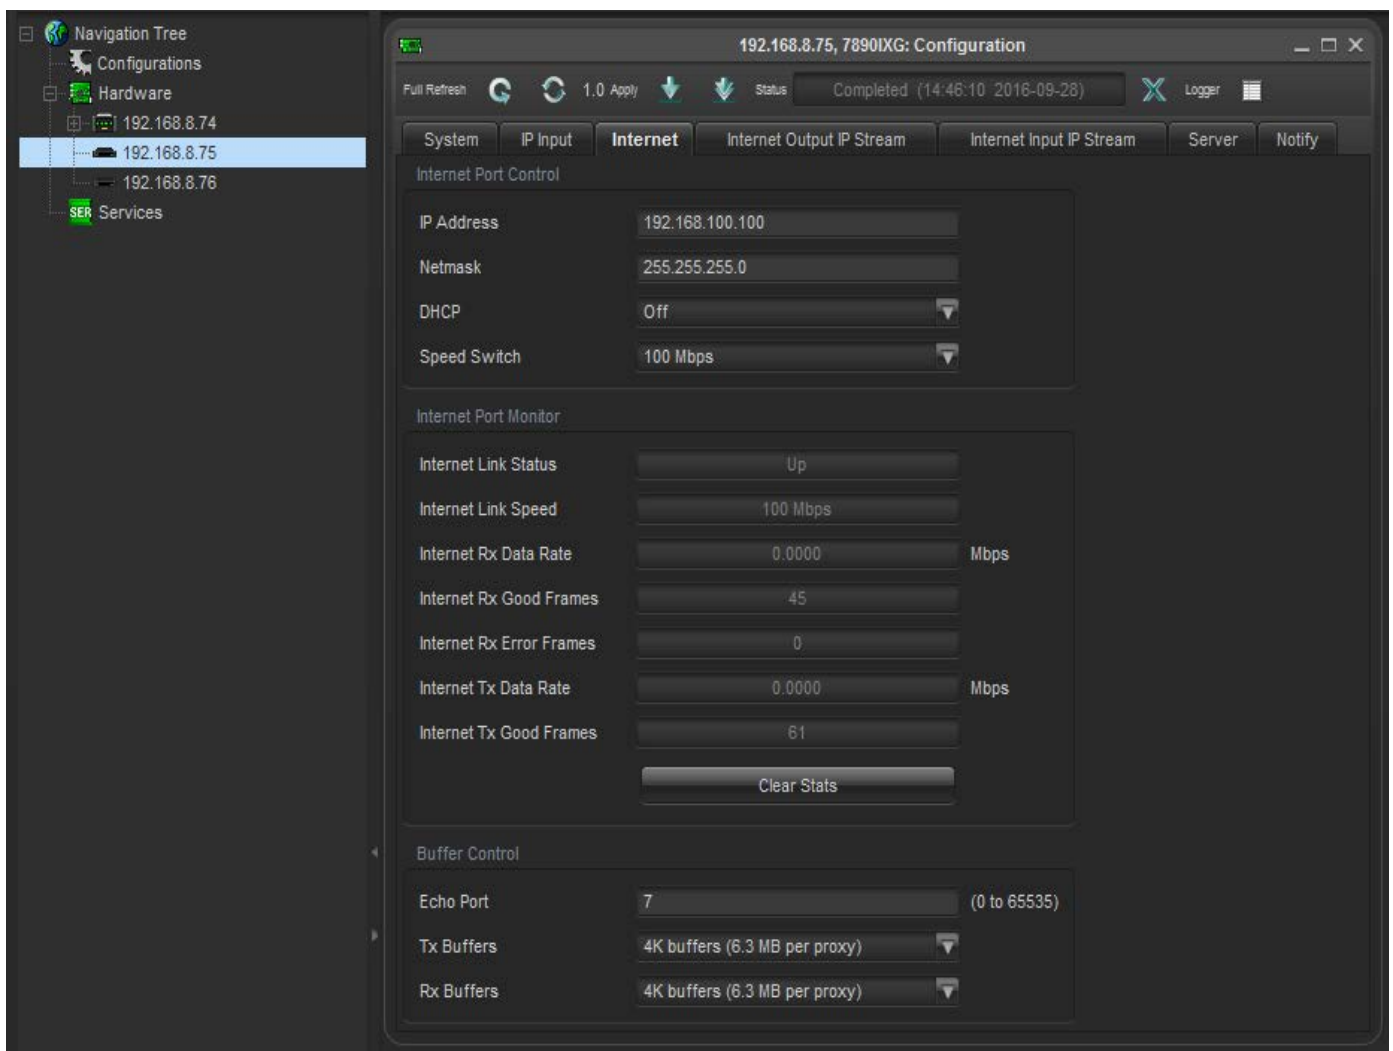 Navigation Tree
Configurations
Hardware
192.168.8.74
192.168.8.75
192.168.8.76
SER Services
192.168.8.75, 7890IXG: Configuration
Full Refresh 1.0 Apply Status Completed (14:46:10 2016-09-28) Logger
System IP Input Internet Internet Output IP Stream Internet Input IP Stream Server Notify
Internet Port Control
IP Address 192.168.100.100
Netmask 255.255.255.0
DHCP Off
Speed Switch 100 Mbps
Internet Port Monitor
Internet Link Status Up
Internet Link Speed 100 Mbps
Internet Rx Data Rate 0.0000 Mbps
Internet Rx Good Frames 45
Internet Rx Error Frames 0
Internet Tx Data Rate 0.0000 Mbps
Internet Tx Good Frames 61
Clear Stats
Buffer Control
Echo Port 7 (0 to 65535)
Tx Buffers 4K buffers (6.3 MB per proxy)
Rx Buffers 4K buffers (6.3 MB per proxy)